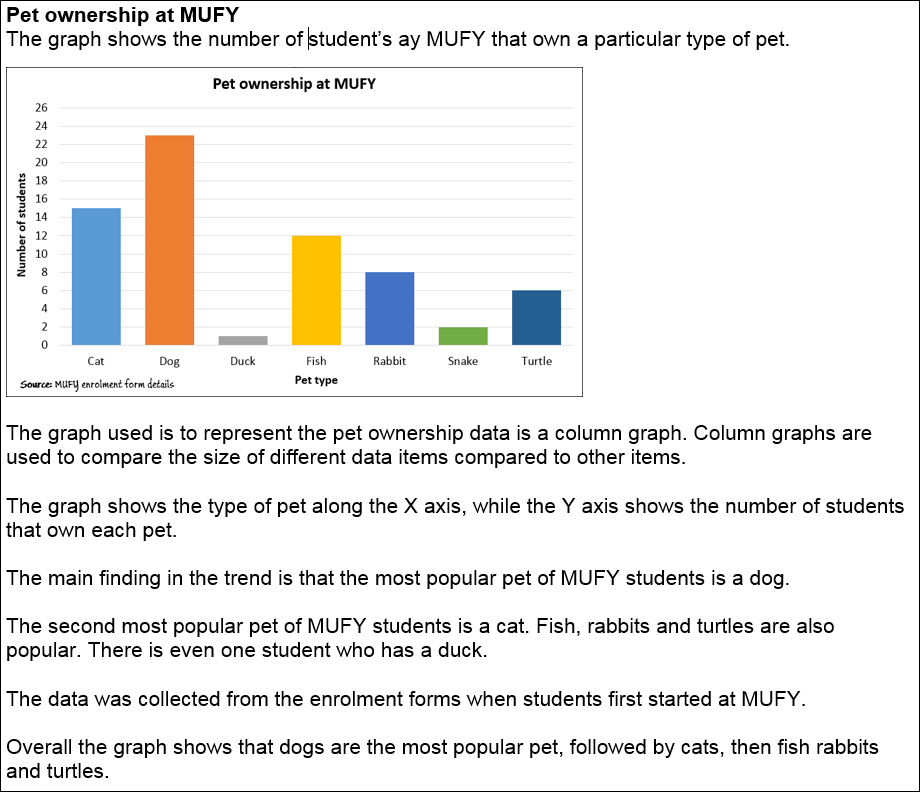 Pet ownership at MUFY
The graph shows the number of student’s ay MUFY that own a particular type of pet.
Pet ownership at MUFY
26
24
22
20
18
16
14
12
10
8
6
4
2
0
Number of students
Cat Dog Duck Fish Rabbit Snake Turtle
Pet type
Source: MUFY enrolment form details
The graph used is to represent the pet ownership data is a column graph. Column graphs are
used to compare the size of different data items compared to other items.
The graph shows the type of pet along the X axis, while the Y axis shows the number of students
that own each pet.
The main finding in the trend is that the most popular pet of MUFY students is a dog.
The second most popular pet of MUFY students is a cat. Fish, rabbits and turtles are also
popular. There is even one student who has a duck.
The data was collected from the enrolment forms when students first started at MUFY.
Overall the graph shows that dogs are the most popular pet, followed by cats, then fish rabbits
and turtles.